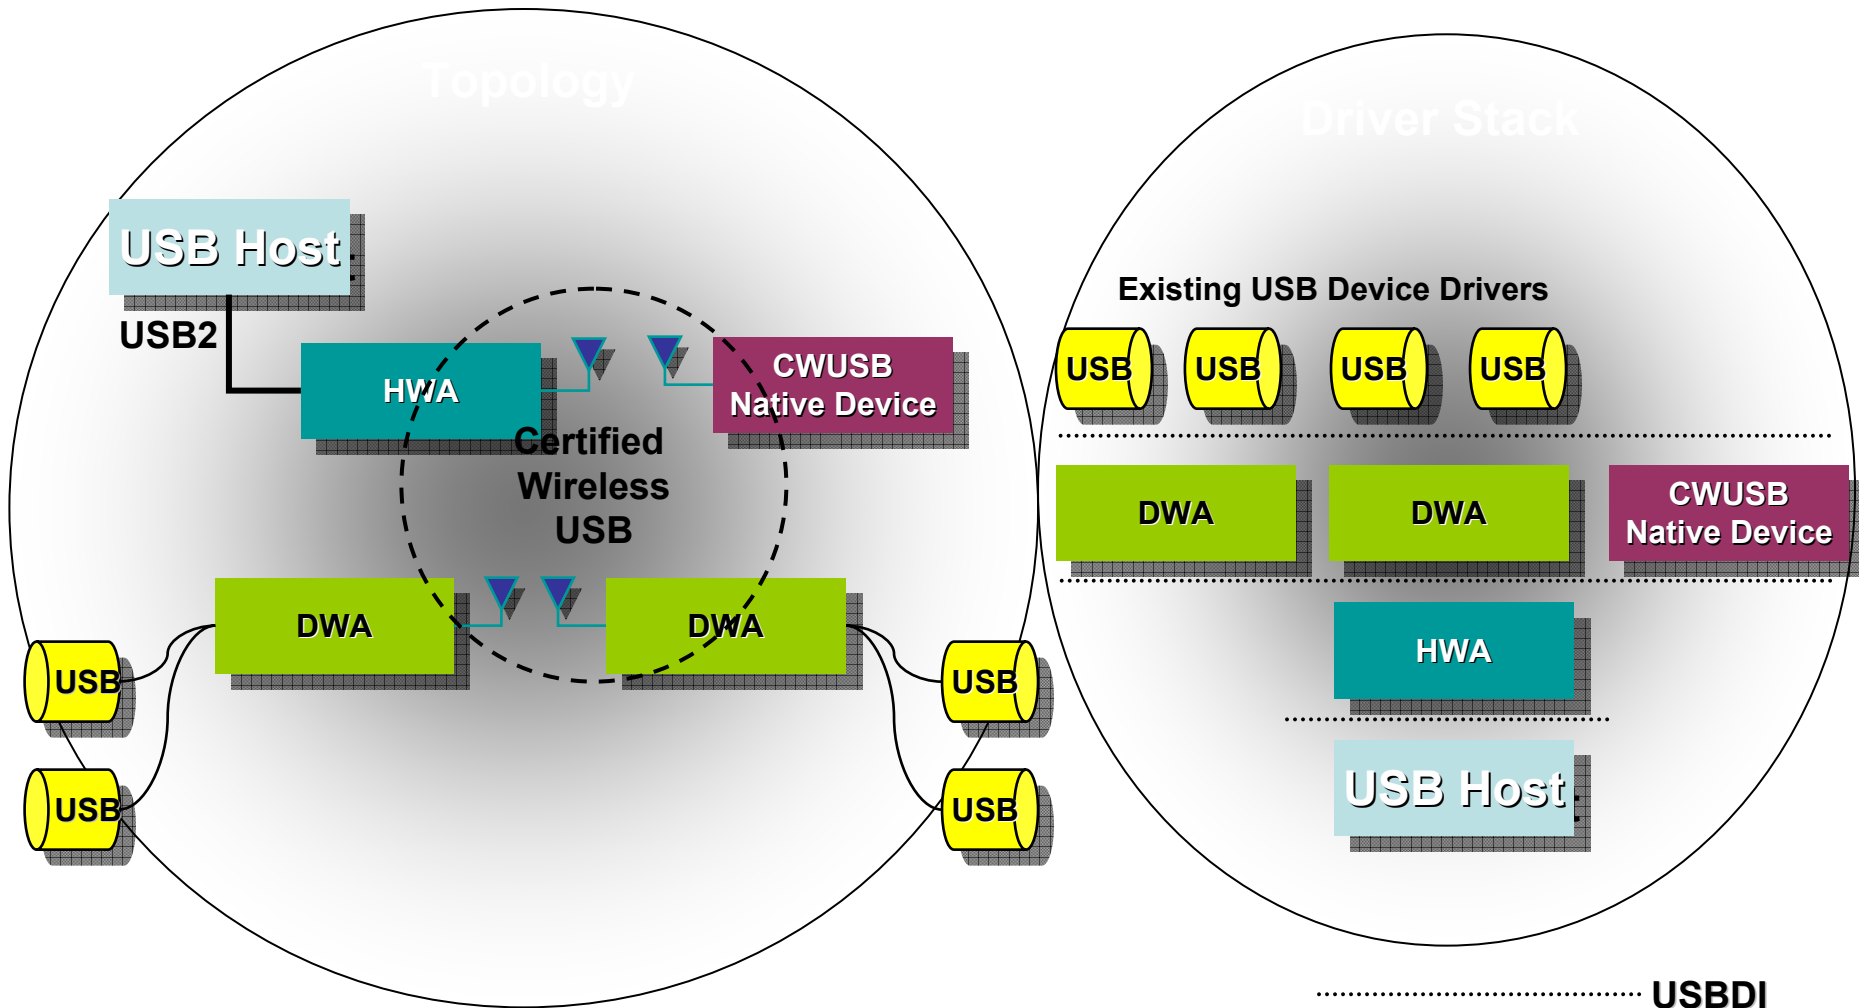 Topology
USB Host
USB2
HWA
CWUSB
Native Device
Certified
Wireless
USB
DWA
DWA
USB
USB
USB
USB
Driver Stack
Existing USB Device Drivers
USB
USB
USB
USB
DWA
DWA
CWUSB
Native Device
HWA
USB Host
USBDI